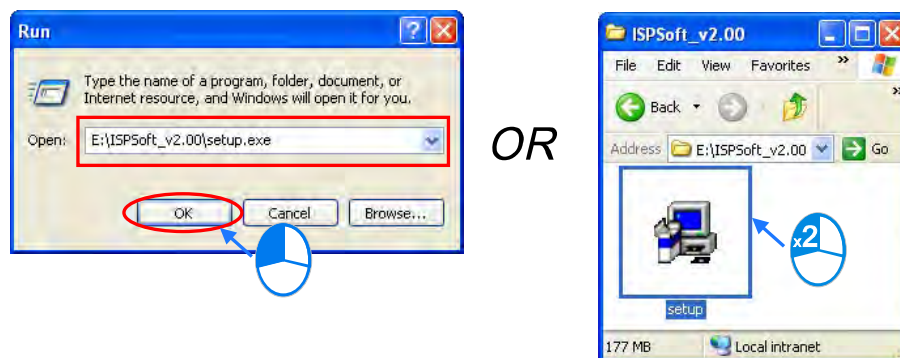 Run
Type the name of a program, folder, document, or
Internet resource, and Windows will open it for you.
Open: E:\ISPSoft_v2.00\setup.exe
OK Cancel Browse...
OR
ISPSoft_v2.00
File Edit View Favorites »
Back
»
Address E:\ISPSoft_v2.00 Go
x2
setup
177 MB Local intranet